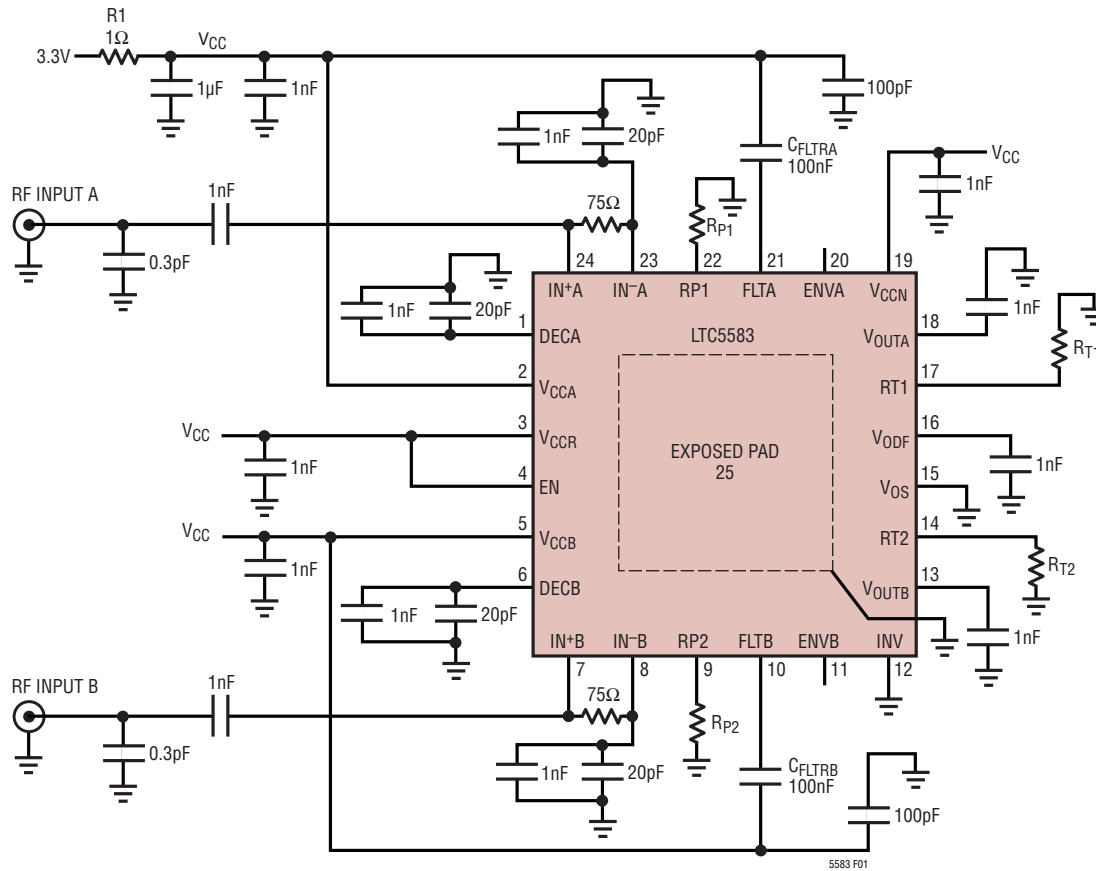 R1
1Ω
3.3V
VCC
1µF
1nF
100pF
1nF
20pF
CFLTRA
100nF
VCC
1nF
RF INPUT A
1nF
0.3pF
75Ω
RP1
24
23
22
21
20
19
IN+A
IN–A
RP1
FLTA
ENVA
VCCN
1nF
20pF
1
DECA
LTC5583
VOUTA
18
1nF
2
VCCA
RT1
17
VCC
3
VCCR
VODF
16
1nF
1nF
4
EN
EXPOSED PAD
25
VOS
15
VCC
5
VCCB
RT2
14
RT2
1nF
6
DECB
VOUTB
13
1nF
1nF
20pF
IN+B
IN–B
RP2
FLTB
ENVB
INV
7
8
9
10
11
12
RF INPUT B
1nF
0.3pF
75Ω
RP2
1nF
20pF
CFLTRB
100nF
100pF
5583 F01